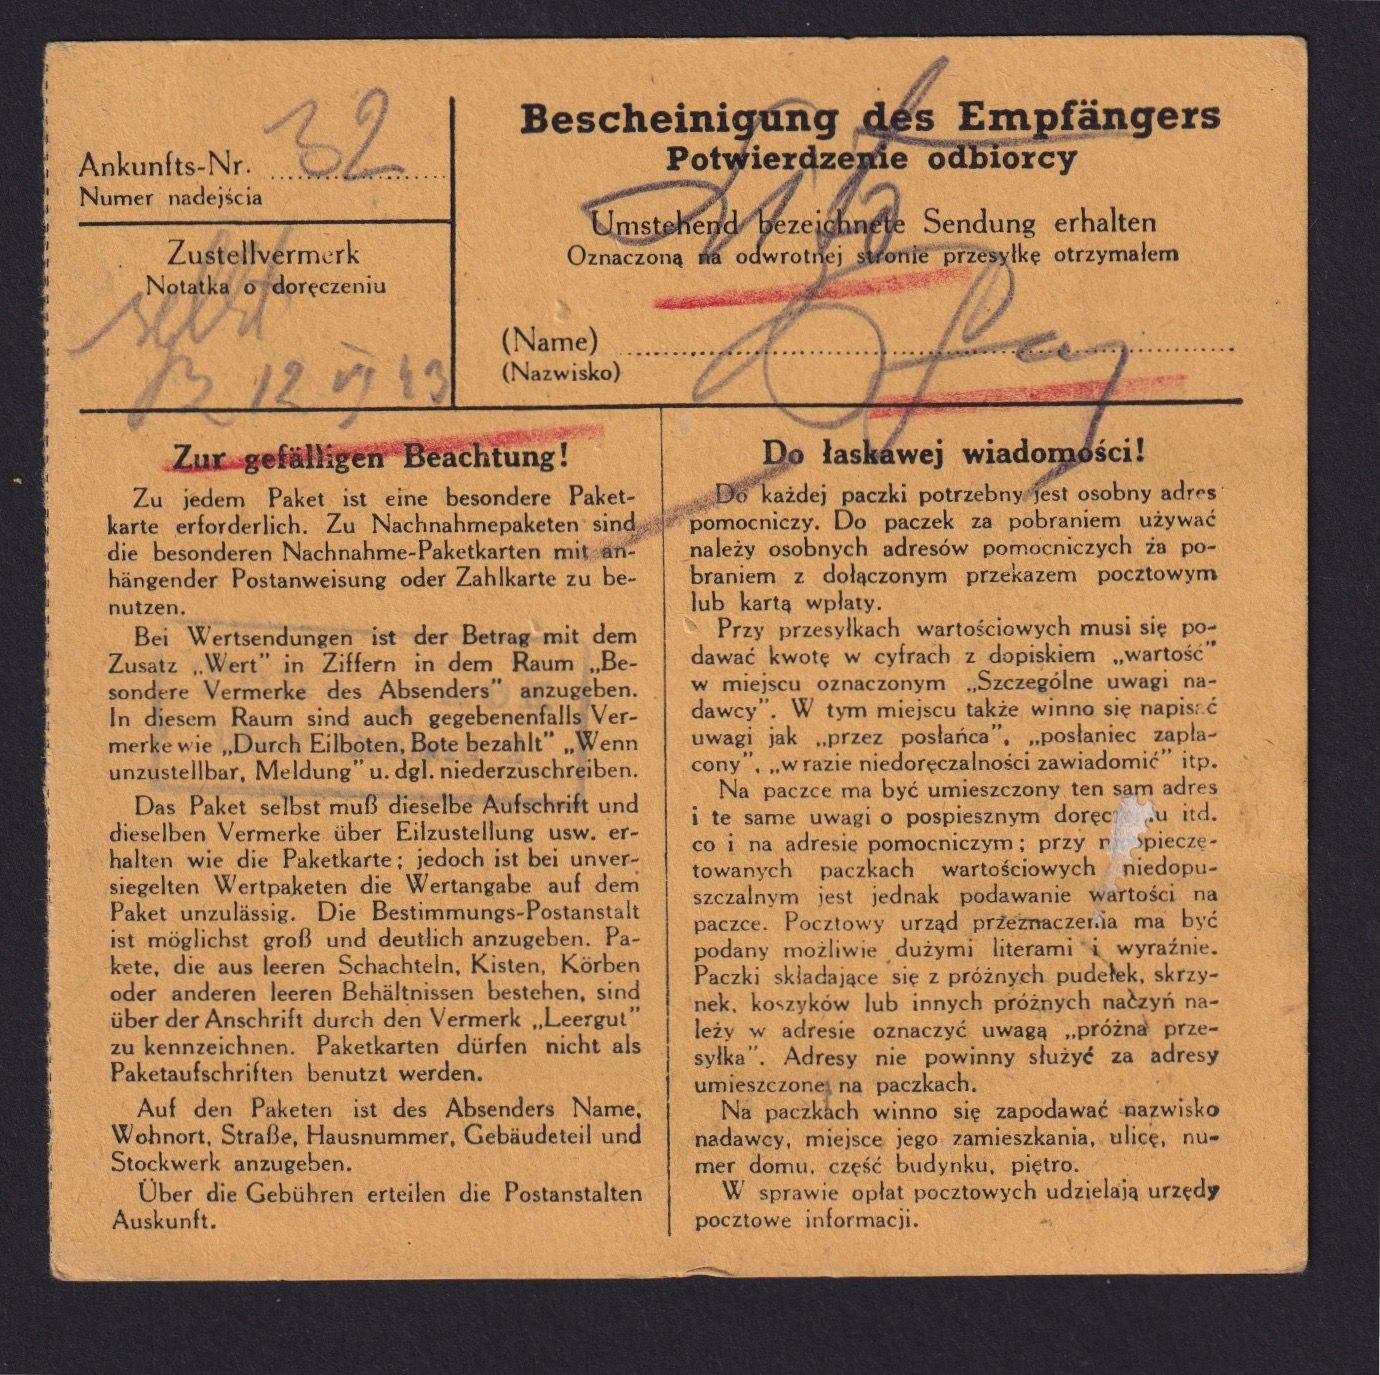 Ankunfts-Nr. 32
Numer nadejścia
Zustellvermerk
Notatka o doręczeniu
selbst
12 VI 43
Bescheinigung des Empfängers
Potwierdzenie odbiorcy
Umstehend bezeichnete Sendung erhalten
Oznaczoną na odwrotnej stronie przesyłkę otrzymałem
(Name)
(Nazwisko)
Zur gefälligen Beachtung!
Zu jedem Paket ist eine besondere Paket-
karte erforderlich. Zu Nachnahmepaketen sind
die besonderen Nachnahme-Paketkarten mit an-
hängender Postanweisung oder Zahlkarte zu be-
nutzen.
Bei Wertsendungen ist der Betrag mit dem
Zusatz „Wert” in Ziffern in dem Raum „Be-
sondere Vermerke des Absenders” anzugeben.
In diesem Raum sind auch gegebenenfalls Ver-
merke wie „Durch Eilboten, Bote bezahlt” „Wenn
unzustellbar, Meldung” u. dgl. niederzuschreiben.
Das Paket selbst muß dieselbe Aufschrift und
dieselben Vermerke über Eilzustellung usw. er-
halten wie die Paketkarte; jedoch ist bei unver-
siegelten Wertpaketen die Wertangabe auf dem
Paket unzulässig. Die Bestimmungs-Postanstalt
ist möglichst groß und deutlich anzugeben. Pa-
kete, die aus leeren Schachteln, Kisten, Körben
oder anderen leeren Behältnissen bestehen, sind
über der Anschrift durch den Vermerk „Leergut”
zu kennzeichnen. Paketkarten dürfen nicht als
Paketaufschriften benutzt werden.
Auf den Paketen ist des Absenders Name,
Wohnort, Straße, Hausnummer, Gebäudeteil und
Stockwerk anzugeben.
Über die Gebühren erteilen die Postanstalten
Auskunft.
Do łaskawej wiadomości!
Do każdej paczki potrzebny jest osobny adres
pomocniczy. Do paczek za pobraniem używać
należy osobnych adresów pomocniczych za po-
braniem z dołączonym przekazem pocztowym
lub kartą wpłaty.
Przy przesyłkach wartościowych musi się po-
dawać kwotę w cyfrach z dopiskiem „wartość”
w miejscu oznaczonym „Szczególne uwagi na-
dawcy”. W tym miejscu także winno się napisać
uwagi jak „przez posłańca”, „posłaniec zapła-
cony”, „w razie niedoręczalności zawiadomić” itp.
Na paczce ma być umieszczony ten sam adres
i te same uwagi o pospiesznym itd.
co i na adresie pomocniczym; przy
towanych paczkach wartościowych niedopu-
szczalnym jest jednak podawanie wartości na
paczce. Pocztowy urząd przeznaczenia ma być
podany możliwie dużymi literami i wyraźnie.
Paczki składające się z próżnych pudełek, skrzy-
nek, koszyków lub innych próżnych naczyń na-
leży w adresie oznaczyć uwagą „próżna prze-
syłka”. Adresy nie powinny służyć za adresy
umieszczone na paczkach.
Na paczkach winno się zapodawać nazwisko
nadawcy, miejsce jego zamieszkania, ulicę, nu-
mer domu, część budynku, piętro.
W sprawie opłat pocztowych udzielają urzędy
pocztowe informacji.